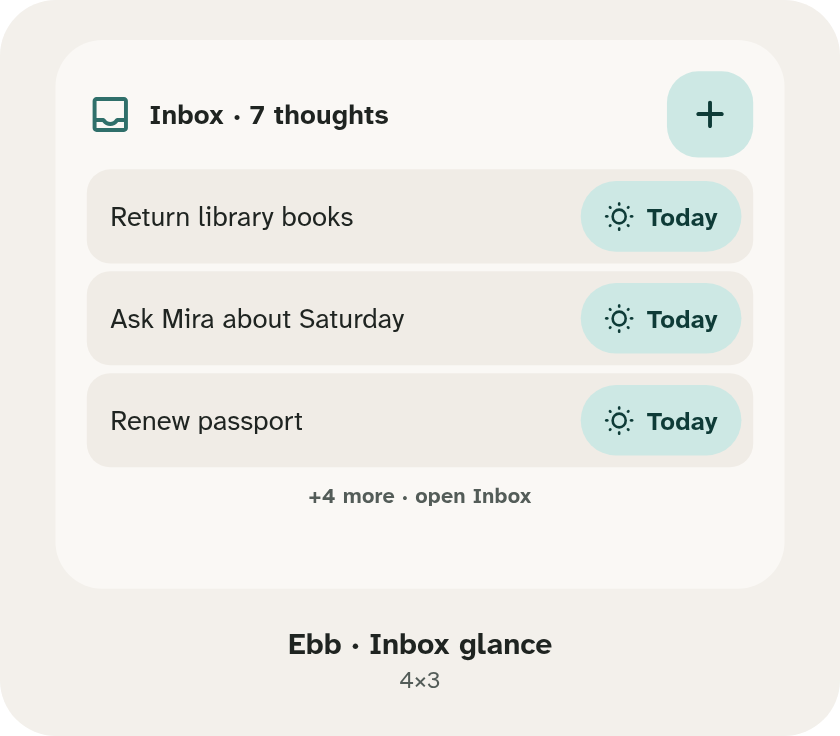 Inbox · 7 thoughts
Return library books
Today
Ask Mira about Saturday
Today
Renew passport
Today
+4 more · open Inbox
Ebb · Inbox glance
4×3